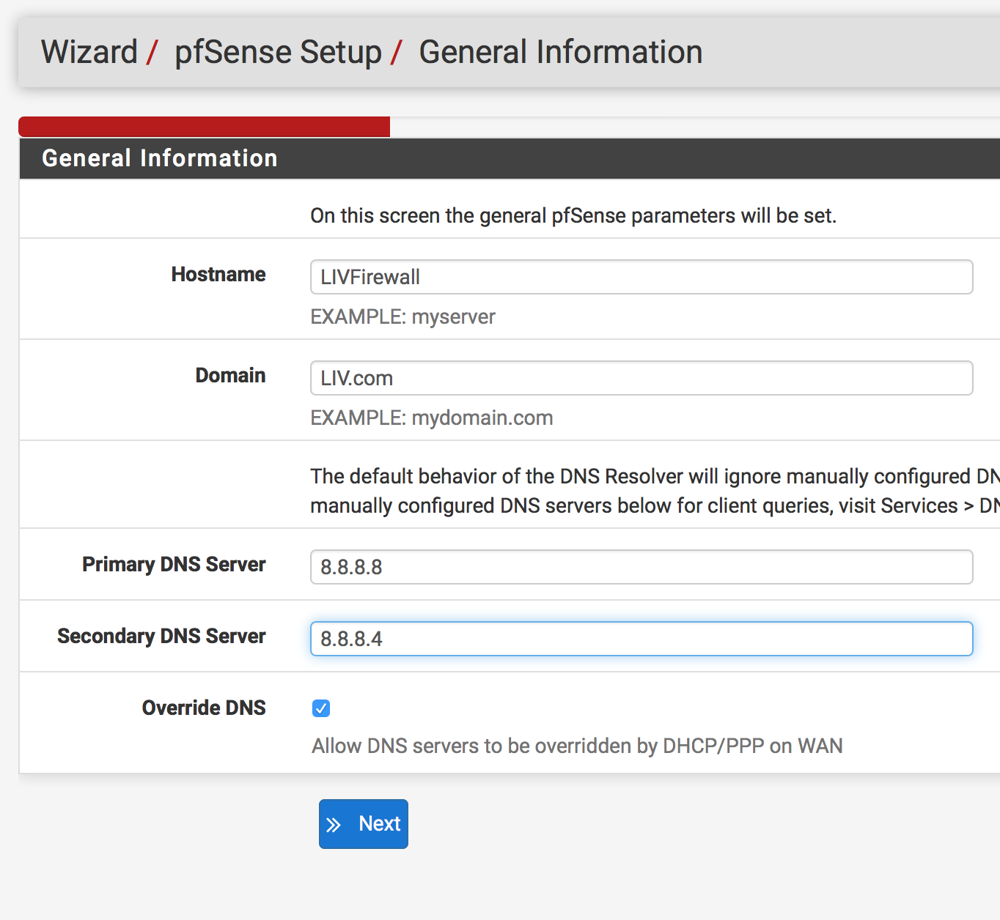 Wizard / pfSense Setup / General Information
General Information
On this screen the general pfSense parameters will be set.
Hostname
LIVFirewall
EXAMPLE: myserver
Domain
LIV.com
EXAMPLE: mydomain.com
The default behavior of the DNS Resolver will ignore manually configured
manually configured DNS servers below for client queries, visit Services >
Primary DNS Server
8.8.8.8
Secondary DNS Server
8.8.8.4
Override DNS
Allow DNS servers to be overridden by DHCP/PPP on WAN
Next